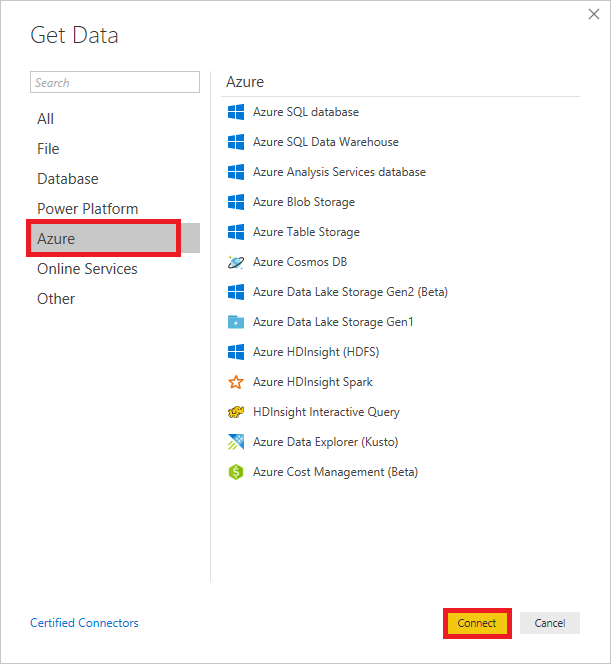 Get Data
Search
All
File
Database
Power Platform
Azure
Online Services
Other
Azure
Azure SQL database
Azure SQL Data Warehouse
Azure Analysis Services database
Azure Blob Storage
Azure Table Storage
Azure Cosmos DB
Azure Data Lake Storage Gen2 (Beta)
Azure Data Lake Storage Gen1
Azure HDInsight (HDFS)
Azure HDInsight Spark
HDInsight Interactive Query
Azure Data Explorer (Kusto)
Azure Cost Management (Beta)
Certified Connectors
Connect
Cancel